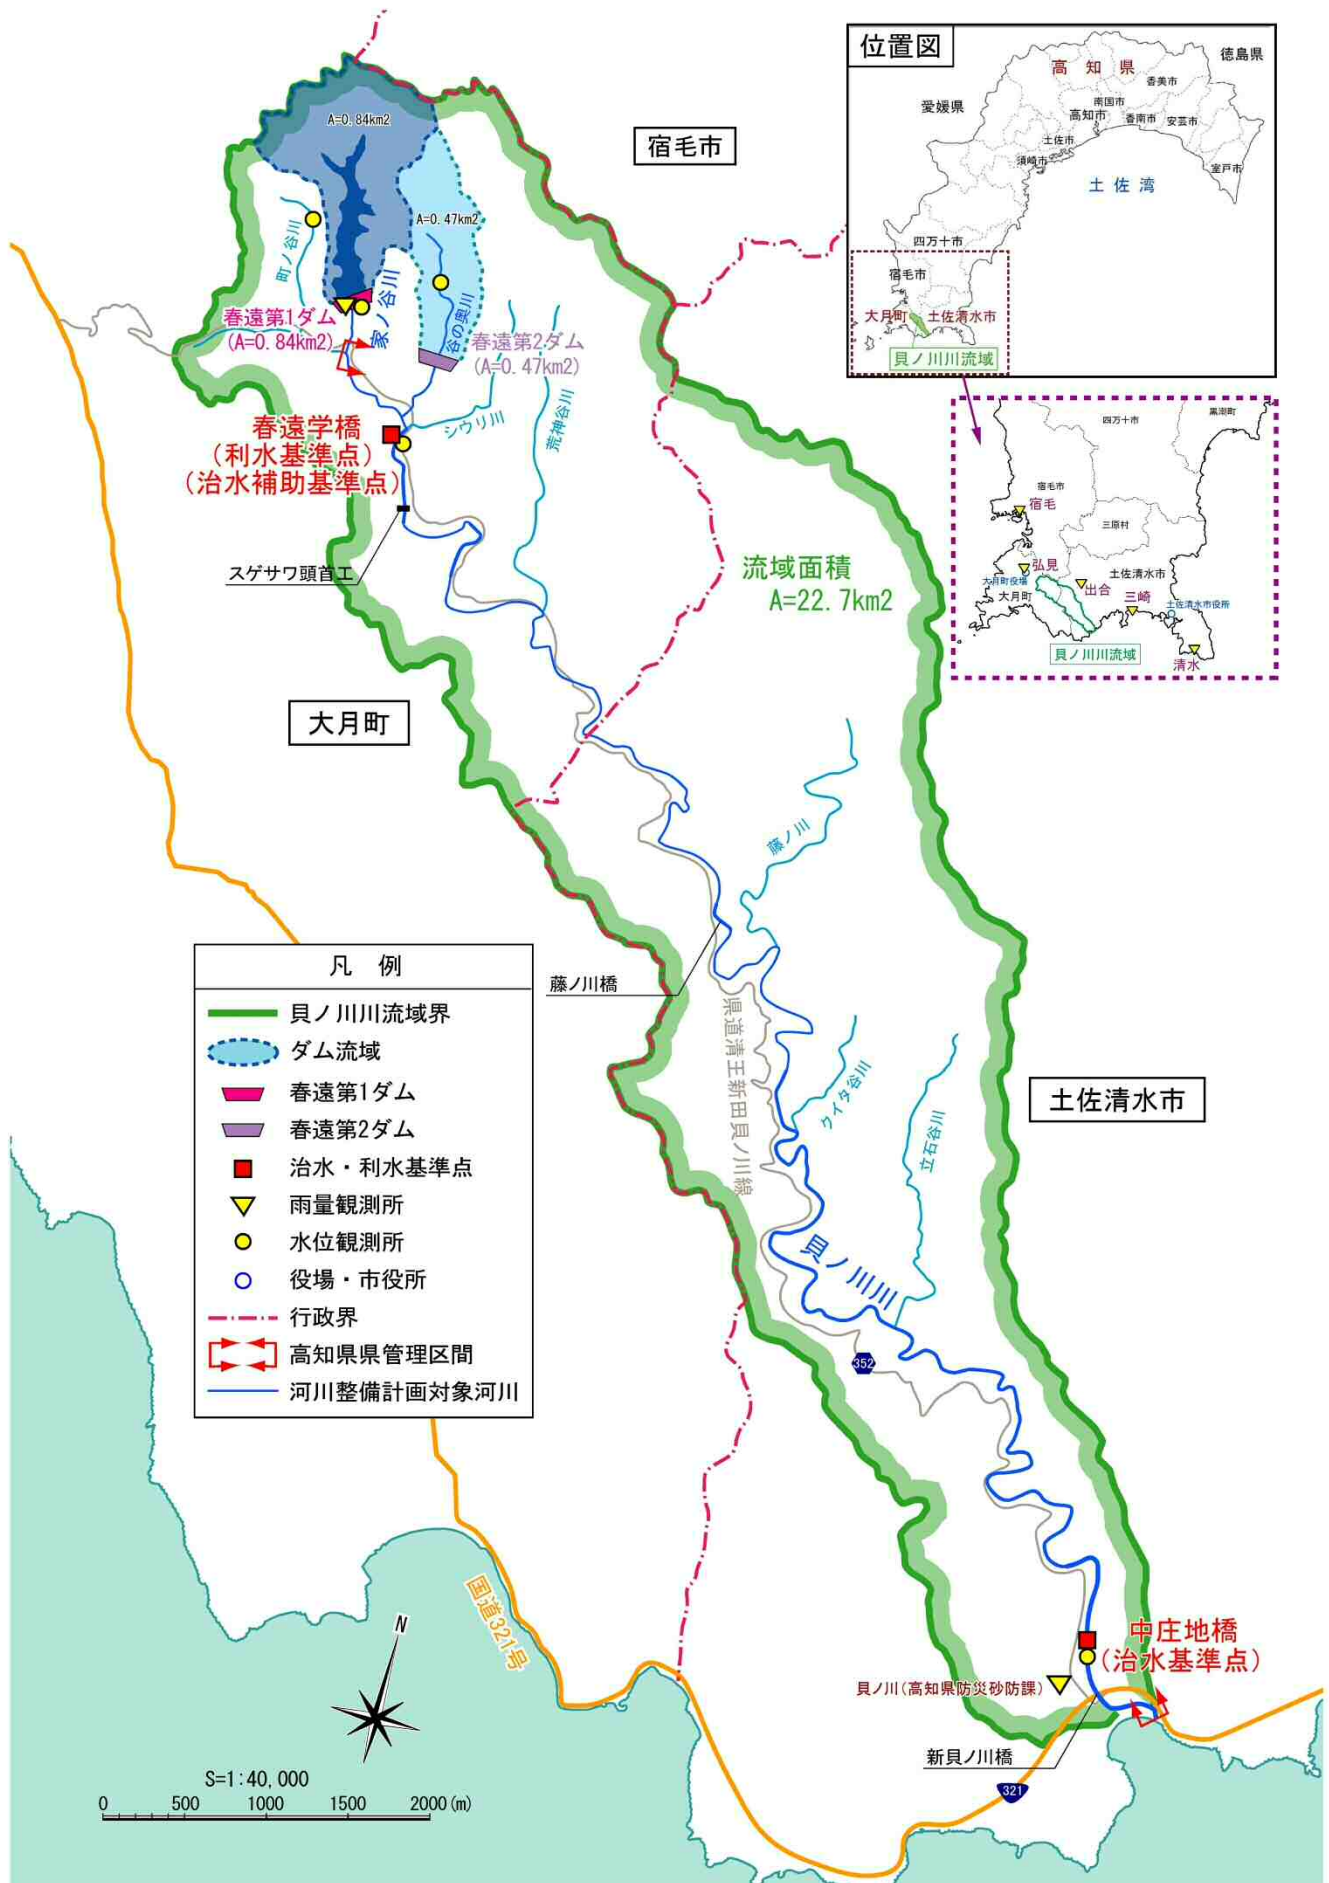 位置図
徳島県
高知県
香美市
愛媛県
南国市
高知市
香南市
安芸市
土佐市
須崎市
室戸市
土佐湾
四万十市
宿毛市
大月町
土佐清水市
貝ノ川川流域
四万十市
黒潮町
宿毛市
宿毛
三原村
弘見
土佐清水市
大月町役場
出合
大月町
三崎
土佐清水市役所
貝ノ川川流域
清水
宿毛市
A=0.84km2
A=0.47km2
町ノ谷川
家ノ谷川
谷の奥川
春遠第1ダム
(A=0.84km2)
春遠第2ダム
(A=0.47km2)
シウリ川
荒神谷川
春遠学橋
(利水基準点)
(治水補助基準点)
スゲサワ頭首工
流域面積
A=22.7km2
大月町
藤ノ川
藤ノ川橋
県道清王新田貝ノ川線
クイタ谷川
立石谷川
土佐清水市
貝ノ川川
352
凡 例
貝ノ川川流域界
ダム流域
春遠第1ダム
春遠第2ダム
治水・利水基準点
雨量観測所
水位観測所
役場・市役所
行政界
高知県県管理区間
河川整備計画対象河川
国道321号
中庄地橋
(治水基準点)
貝ノ川(高知県防災砂防課)
新貝ノ川橋
321
N
S=1:40,000
0 500 1000 1500 2000(m)